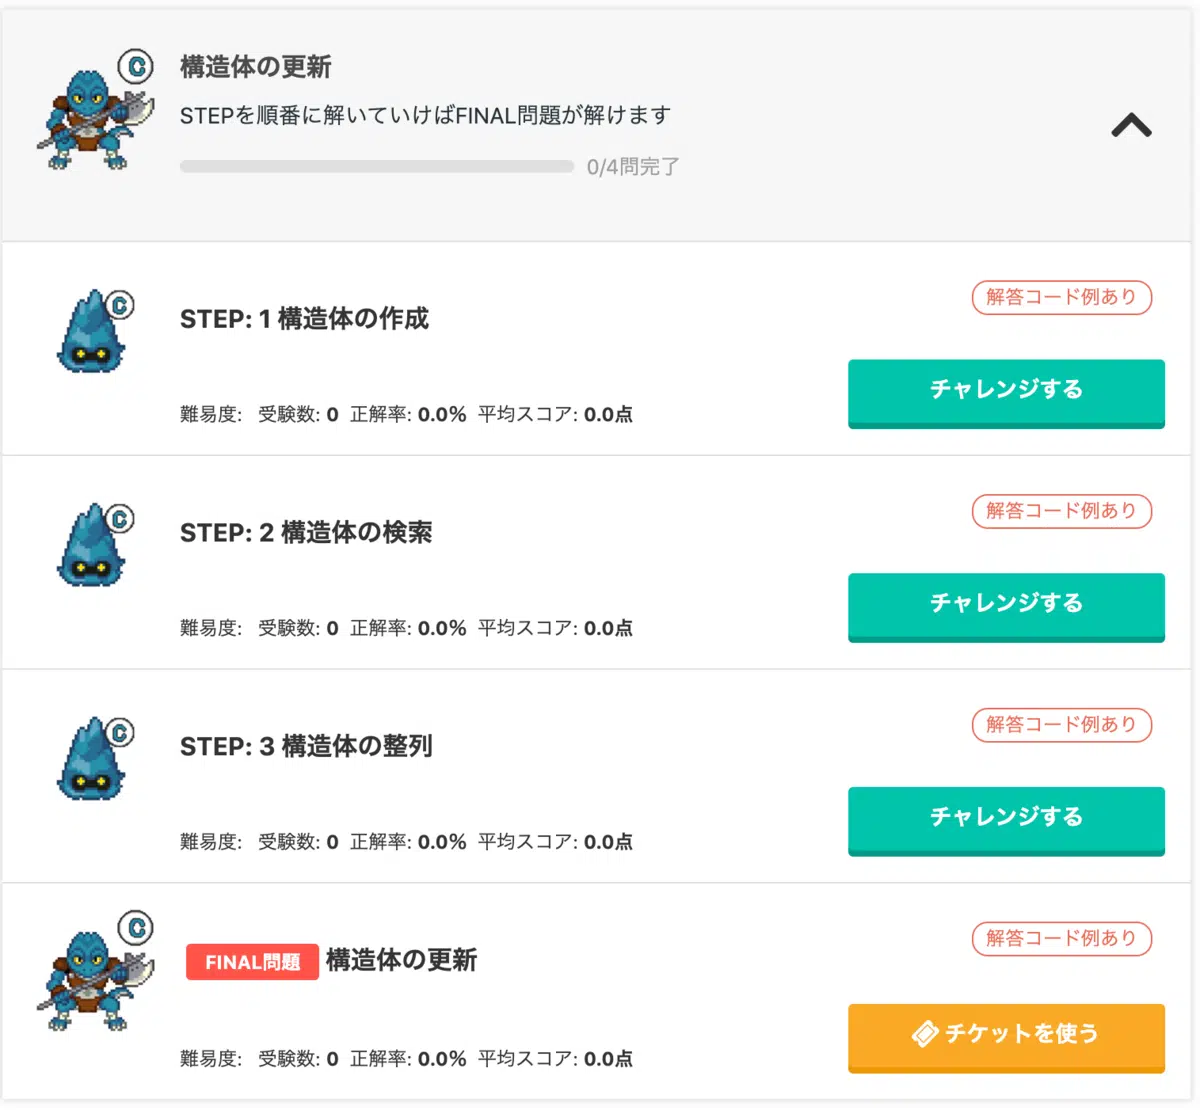 C
構造体の更新
STEPを順番に解いていけばFINAL問題が解けます
0/4問完了
C
STEP: 1 構造体の作成
解答コード例あり
チャレンジする
難易度: 受験数: 0 正解率: 0.0% 平均スコア: 0.0点
C
STEP: 2 構造体の検索
解答コード例あり
チャレンジする
難易度: 受験数: 0 正解率: 0.0% 平均スコア: 0.0点
C
STEP: 3 構造体の整列
解答コード例あり
チャレンジする
難易度: 受験数: 0 正解率: 0.0% 平均スコア: 0.0点
C
FINAL問題 構造体の更新
解答コード例あり
チケットを使う
難易度: 受験数: 0 正解率: 0.0% 平均スコア: 0.0点